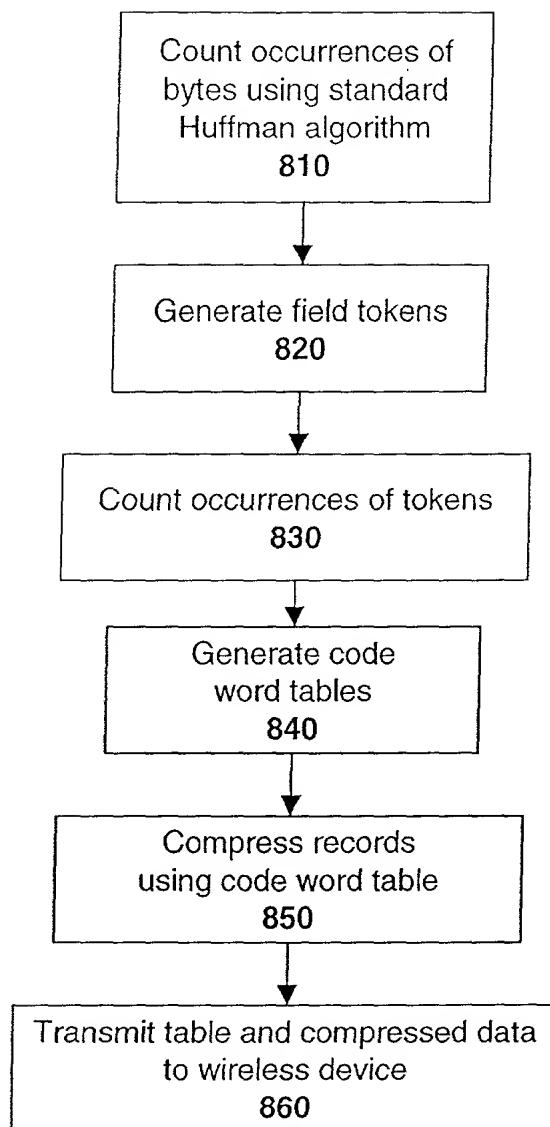 Count occurrences of
bytes using standard
Huffman algorithm
810
Generate field tokens
820
Count occurrences of tokens
830
Generate code
word tables
840
Compress records
using code word table
850
Transmit table and compressed data
to wireless device
860